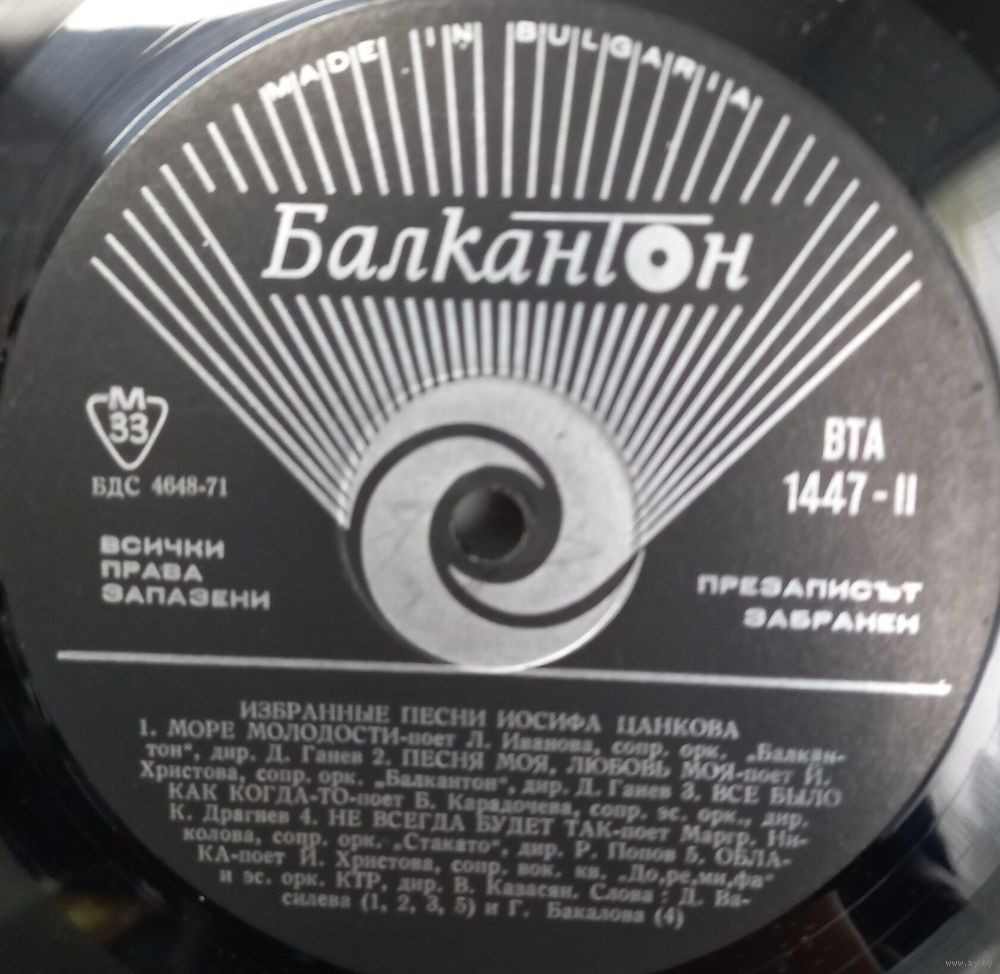 MADE IN BULGARIA
Балкантон
М
33
БДС 4648-71
ВТА
1447-II
ВСИЧКИ
ПРАВА
ЗАПАЗЕНИ
ПРЕЗАПИСЪТ
ЗАБРАНЕН
ИЗБРАННЫЕ ПЕСНИ ИОСИФА ЦАНКОВА
1. МОРЕ МОЛОДОСТИ-поет Л. Иванова, сопр. орк. „Балкан-
тон", дир. Д. Ганев 2. ПЕСНЯ МОЯ, ЛЮБОВЬ МОЯ-поет Й.
Христова, сопр. орк. „Балкантон", дир. Д. Ганев 3. ВСЕ БЫЛО
КАК КОГДА-ТО-поет Б. Карадочева, сопр. эс. орк., дир.
К. Драгнев 4. НЕ ВСЕГДА БУДЕТ ТАК-поет Маргр. Ни-
колова, сопр. орк. „Стакато", дир. Р. Попов 5. ОБЛА-
КА-поет Й. Христова, сопр. вок. кв. „До,ре,ми,фа"
и эс. орк. КТР, дир. В. Казасян. Слова : Д. Ва-
силева (1, 2, 3, 5) и Г. Бакалова (4)
www.ay.by